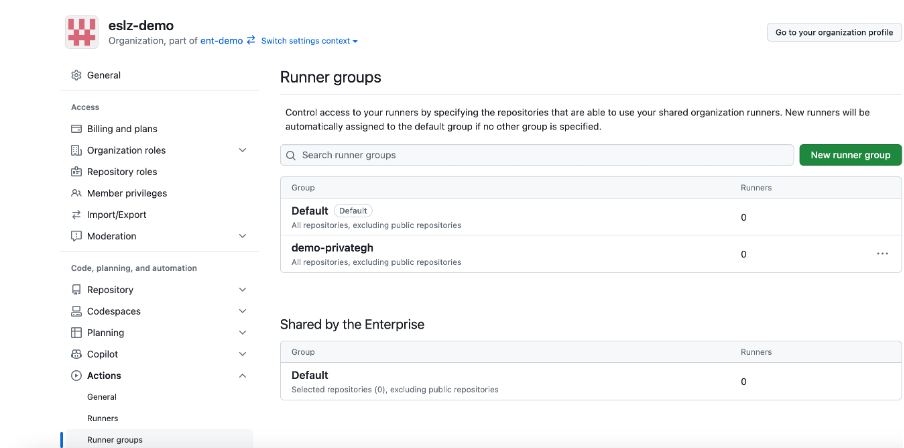 eslz-demo
Organization, part of ent-demo Switch settings context
Go to your organization profile
General
Access
Billing and plans
Organization roles
Repository roles
Member privileges
Import/Export
Moderation
Code, planning, and automation
Repository
Codespaces
Planning
Copilot
Actions
General
Runners
Runner groups
Runner groups
Control access to your runners by specifying the repositories that are able to use your shared organization runners. New runners will
be automatically assigned to the default group if no other group is specified.
Search runner groups
New runner group
Group Runners
Default Default 0
All repositories, excluding public repositories
demo-privategh 0
All repositories, excluding public repositories
Shared by the Enterprise
Group Runners
Default 0
Selected repositories (0), excluding public repositories